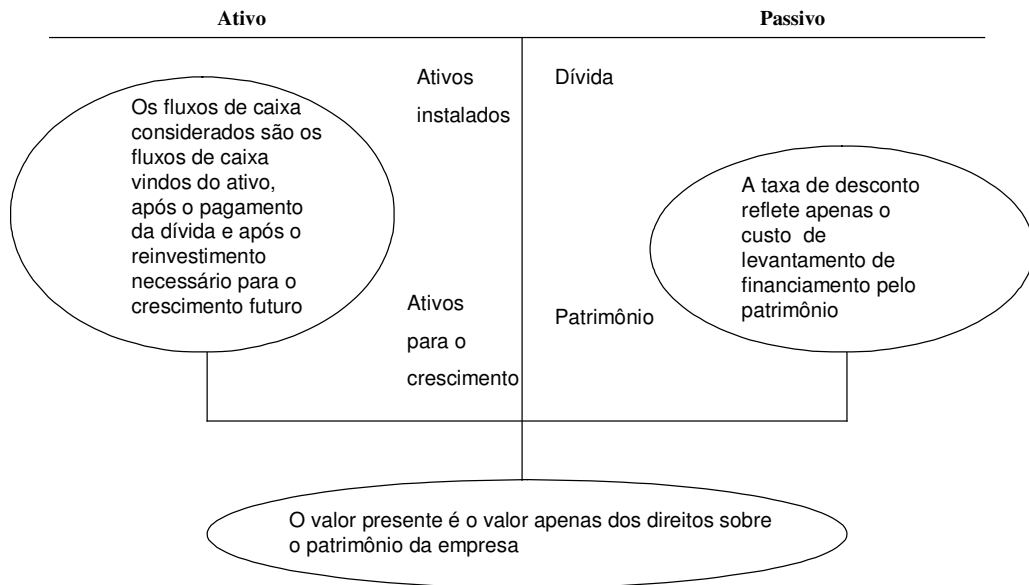 Ativo
Passivo
Os fluxos de caixa
considerados são os
fluxos de caixa
vindos do ativo,
após o pagamento
da dívida e após o
reinvestimento
necessário para o
crescimento futuro
Ativos
instalados
Ativos
para o
crescimento
Dívida
Patrimônio
A taxa de desconto
reflete apenas o
custo de
levantamento de
financiamento pelo
patrimônio
O valor presente é o valor apenas dos direitos sobre
o patrimônio da empresa